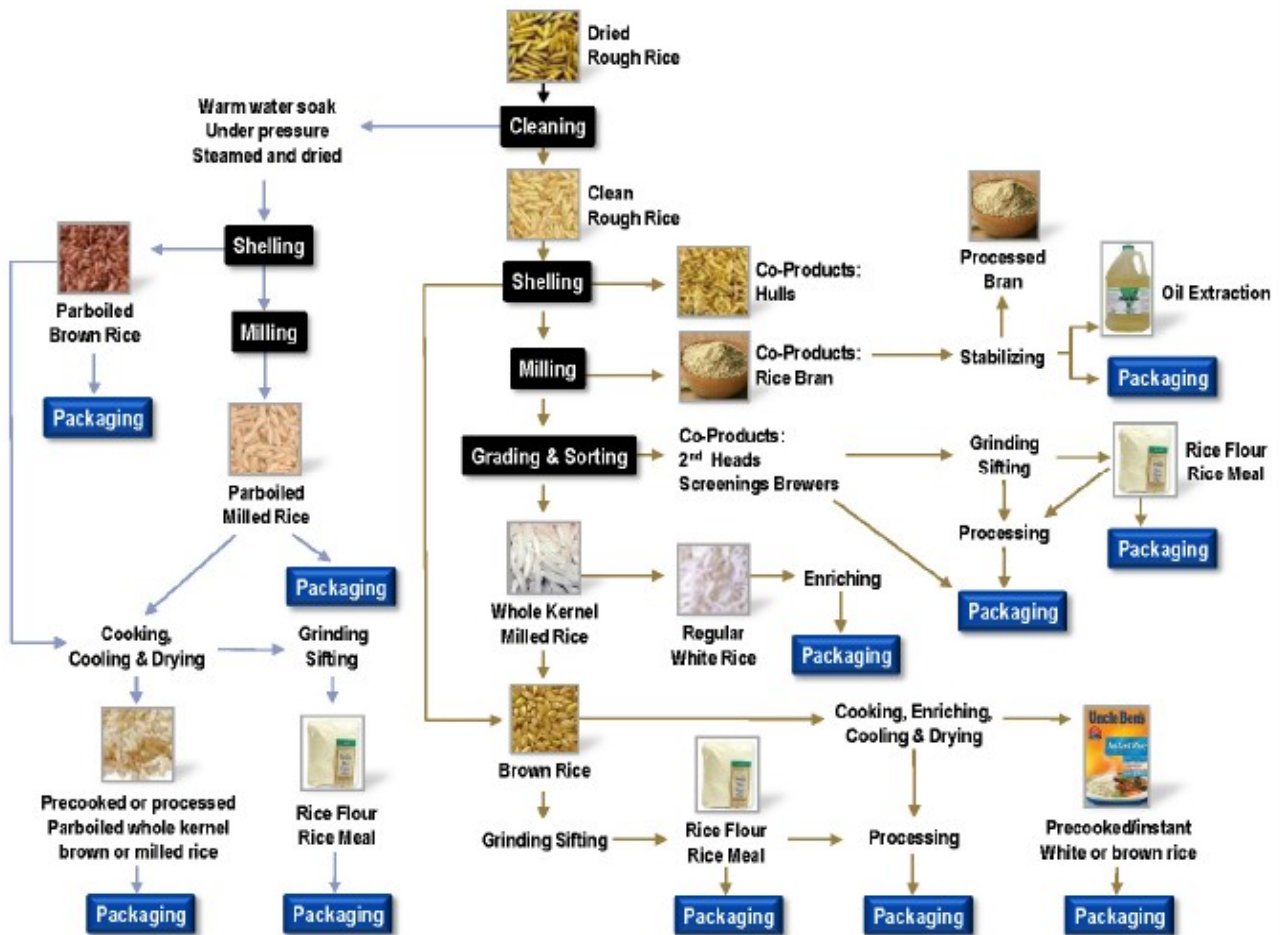 Dried
Rough Rice
Warm water soak
Under pressure
Steamed and dried
Cleaning
Clean
Rough Rice
Shelling
Parboiled
Brown Rice
Packaging
Milling
Parboiled
Milled Rice
Packaging
Cooking,
Cooling & Drying
Grinding
Sifting
Precooked or processed
Parboiled whole kernel
brown or milled rice
Packaging
Rice Flour
Rice Meal
Packaging
Shelling
Co-Products:
Hulls
Milling
Co-Products:
Rice Bran
Stabilizing
Processed
Bran
Oil Extraction
Packaging
Grading & Sorting
Co-Products:
2nd Heads
Screenings Brewers
Grinding
Sifting
Rice Flour
Rice Meal
Packaging
Processing
Packaging
Whole Kernel
Milled Rice
Regular
White Rice
Enriching
Packaging
Brown Rice
Cooking, Enriching,
Cooling & Drying
Uncle Ben's
Precooked/instant
White or brown rice
Packaging
Grinding Sifting
Rice Flour
Rice Meal
Packaging
Processing
Packaging